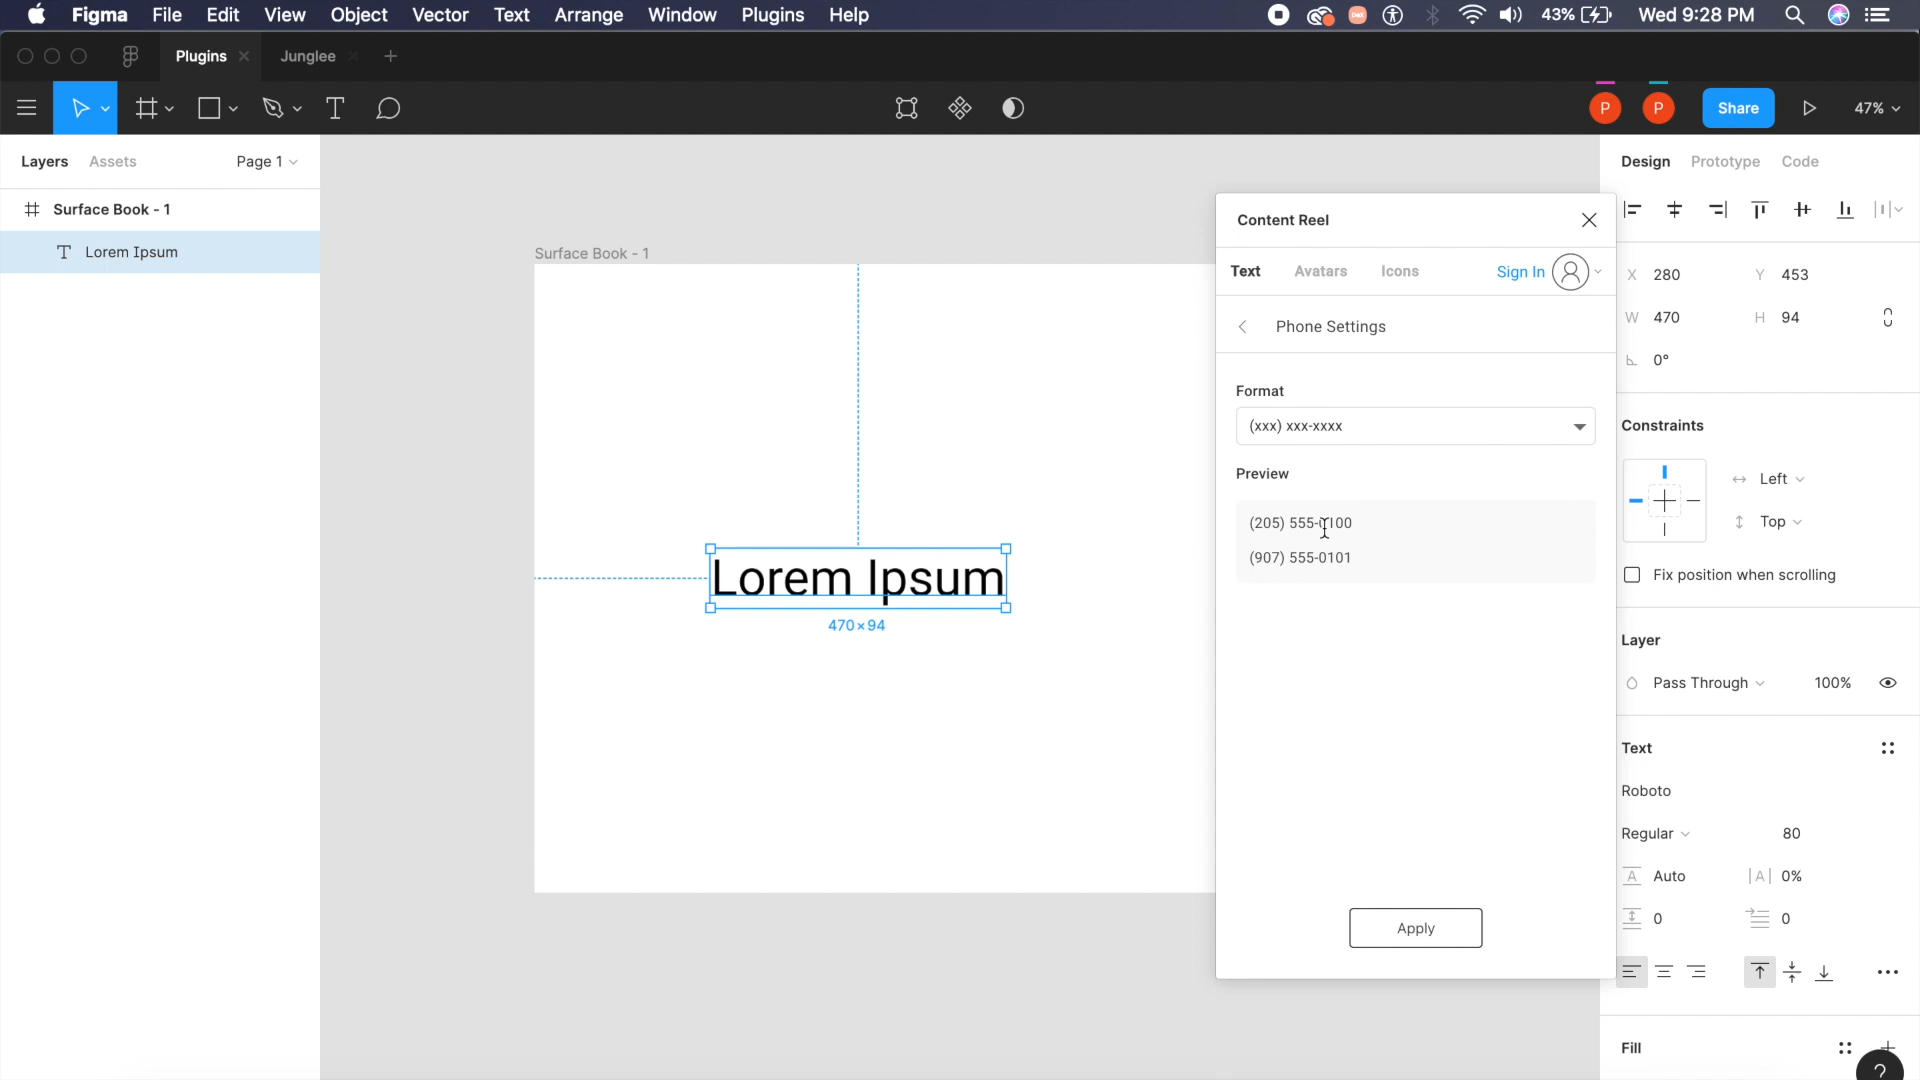 Figma File Edit View Object Vector Text Arrange Window Plugins Help 43% Wed 9:28 PM
Plugins Junglee
P P Share 47%
Layers Assets Page 1
Surface Book - 1
Lorem Ipsum
Surface Book - 1
Lorem Ipsum
470 × 94
Content Reel
Text Avatars Icons Sign In
Phone Settings
Format
(xxx) xxx-xxxx
Preview
(205) 555-0100
(907) 555-0101
Apply
Design Prototype Code
X 280 Y 453
W 470 H 94
0°
Constraints
Left
Top
Fix position when scrolling
Layer
Pass Through 100%
Text
Roboto
Regular 80
A Auto |A| 0%
0 0
Fill
?